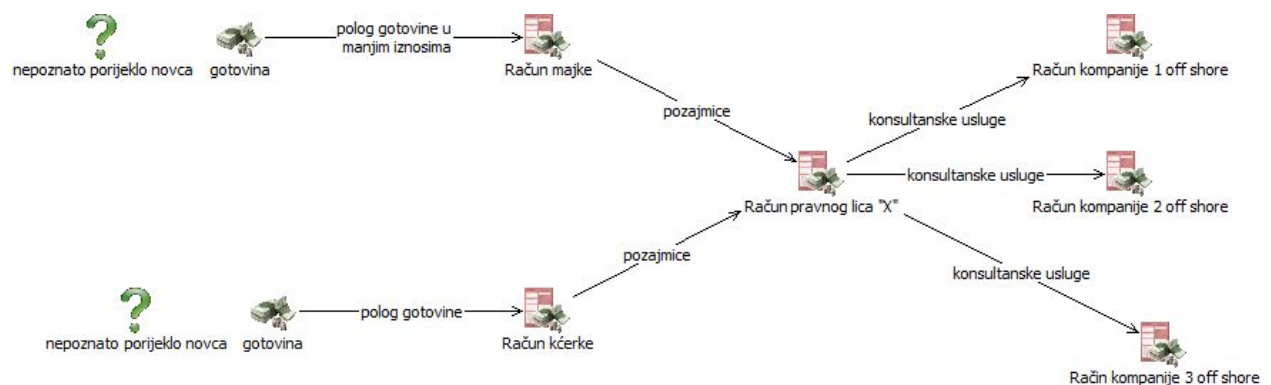 polog gotovine u
manjim iznosima
nepoznato porijeklo novca
gotovina
Račun majke
Račun kompanije 1 off shore
pozajmice
konsultanske usluge
konsultanske usluge
Račun pravnog lica "X"
Račun kompanije 2 off shore
pozajmice
konsultanske usluge
polog gotovine
nepoznato porijeklo novca
gotovina
Račun kćerke
Račin kompanije 3 off shore